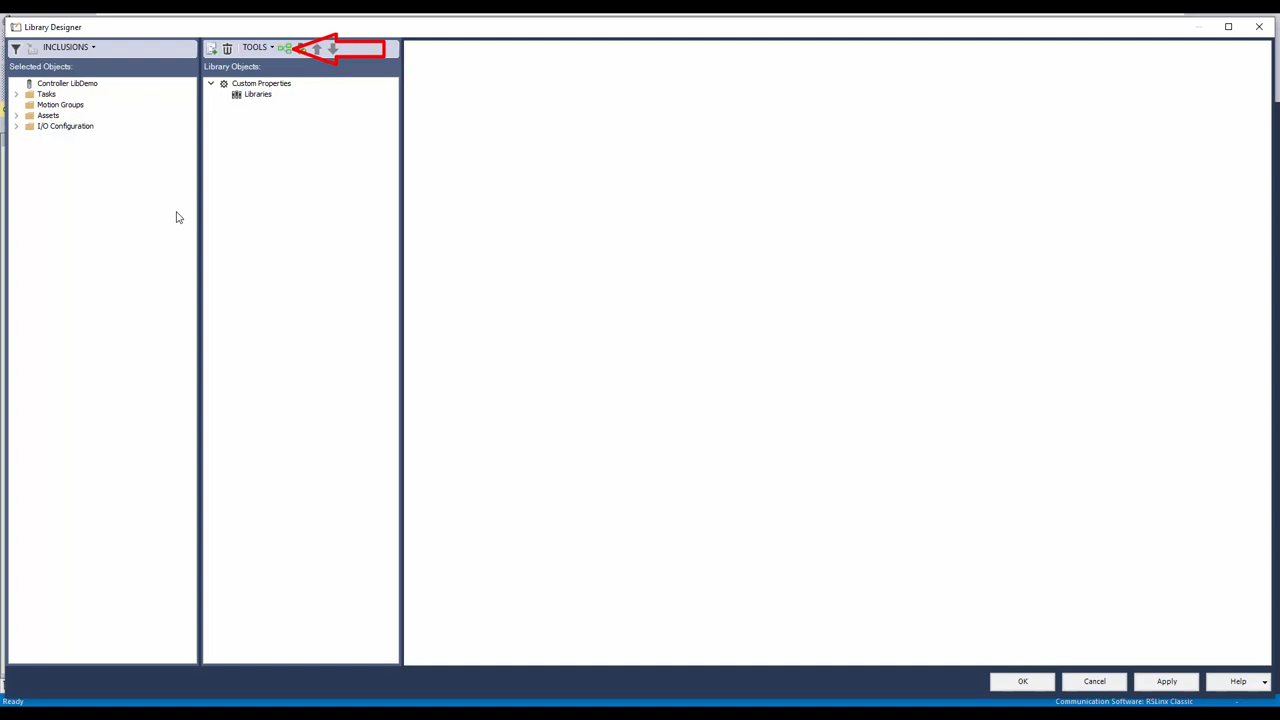 Library Designer
INCLUSIONS
TOOLS
Selected Objects:
Library Objects:
Controller LibDemo
Tasks
Motion Groups
Assets
I/O Configuration
Custom Properties
Libraries
OK
Cancel
Apply
Help
Ready
Communication Software: RSLinx Classic